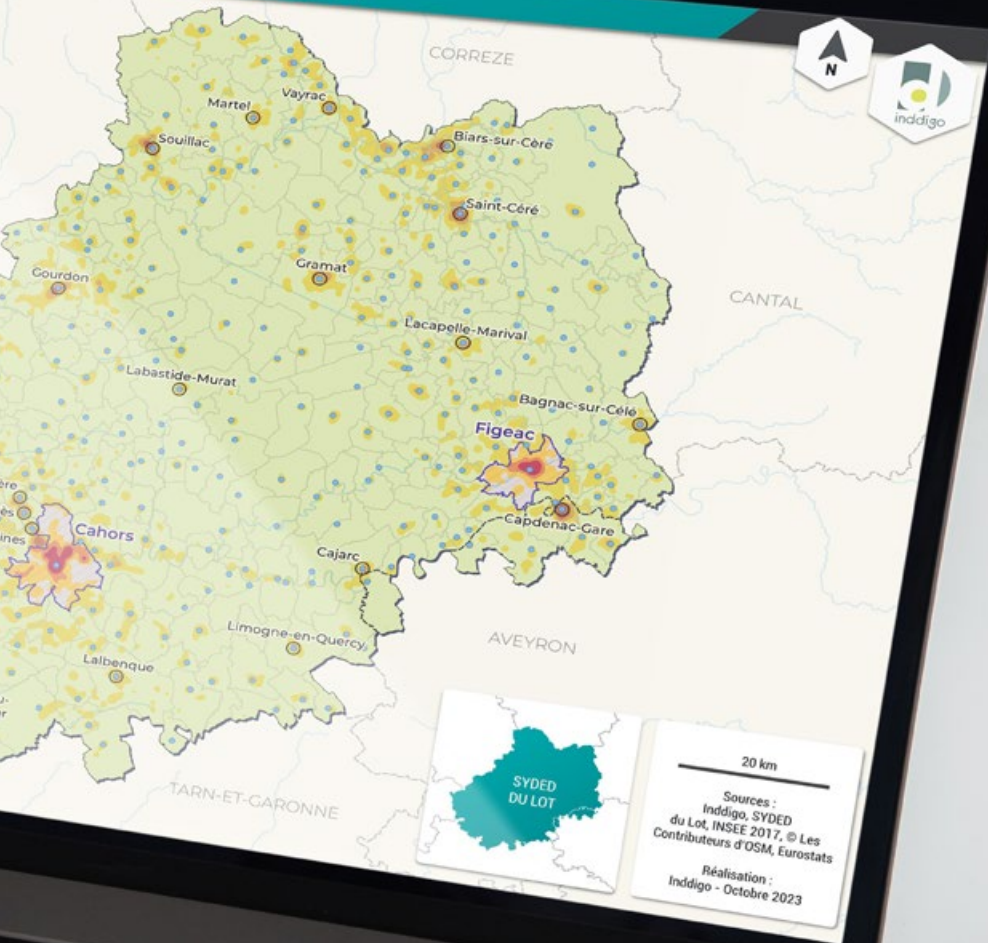 CORREZE
N
inddigo
Vayrac
Martel
Souillac
Biars-sur-Cère
Saint-Céré
Gourdon
Gramat
CANTAL
Lacapelle-Marival
Labastide-Murat
Bagnac-sur-Célé
Figeac
Capdenac-Gare
Cahors
Cajarc
Limogne-en-Quercy
AVEYRON
Lalbenque
TARN-ET-GARONNE
SYDED
DU LOT
20 km
Sources :
Inddigo, SYDED
du Lot, INSEE 2017, © Les
Contributeurs d'OSM, Eurostats
Réalisation :
Inddigo - Octobre 2023